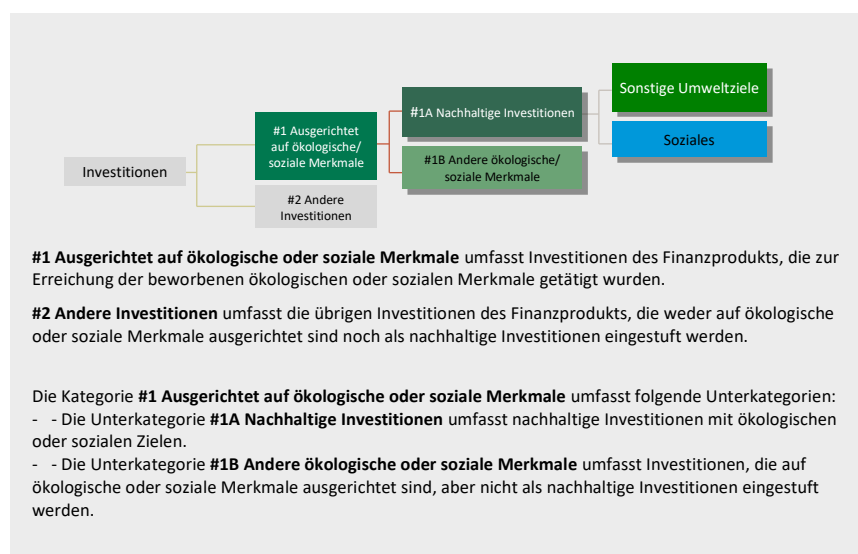 Sonstige Umweltziele
#1A Nachhaltige Investitionen
#1 Ausgerichtet
auf ökologische/
soziale Merkmale
Soziales
#1B Andere ökologische/
soziale Merkmale
Investitionen
#2 Andere
Investitionen
#1 Ausgerichtet auf ökologische oder soziale Merkmale umfasst Investitionen des Finanzprodukts, die zur
Erreichung der beworbenen ökologischen oder sozialen Merkmale getätigt wurden.
#2 Andere Investitionen umfasst die übrigen Investitionen des Finanzprodukts, die weder auf ökologische
oder soziale Merkmale ausgerichtet sind noch als nachhaltige Investitionen eingestuft werden.
Die Kategorie #1 Ausgerichtet auf ökologische oder soziale Merkmale umfasst folgende Unterkategorien:
- - Die Unterkategorie #1A Nachhaltige Investitionen umfasst nachhaltige Investitionen mit ökologischen
oder sozialen Zielen.
- - Die Unterkategorie #1B Andere ökologische oder soziale Merkmale umfasst Investitionen, die auf
ökologische oder soziale Merkmale ausgerichtet sind, aber nicht als nachhaltige Investitionen eingestuft
werden.